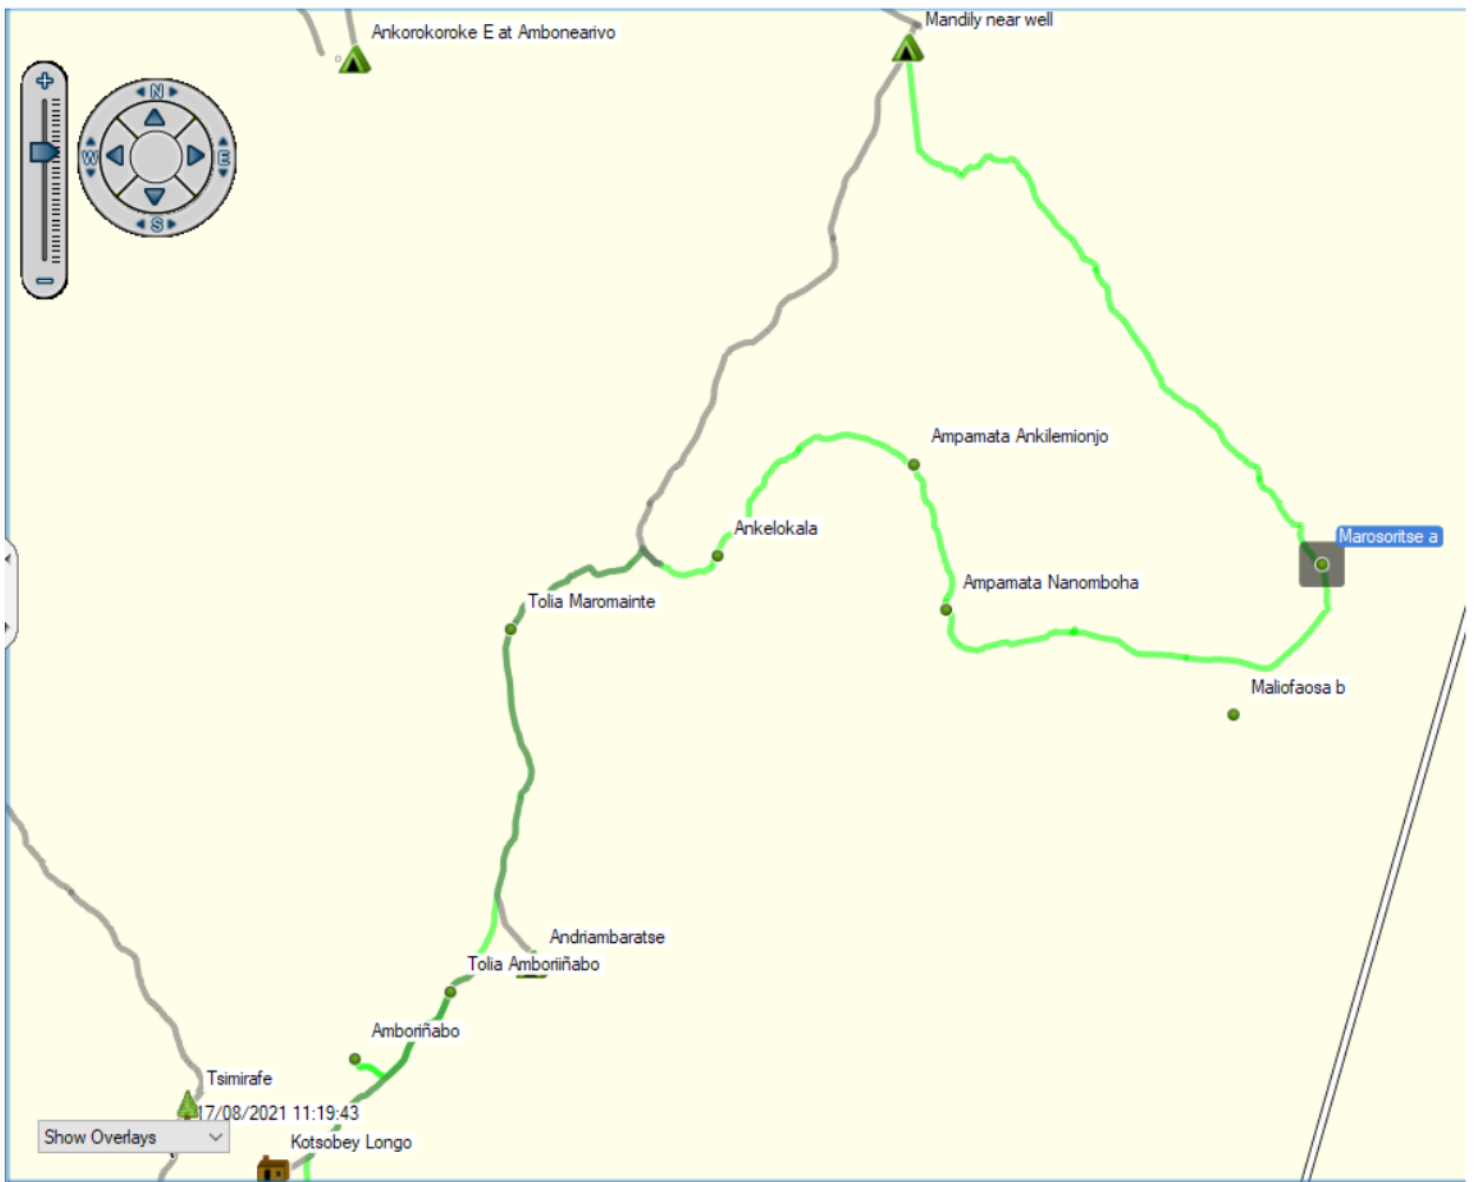 Mandily near well
Ankorokoroke E at Ambonearivo
N
W
E
S
Ampamata Ankilemionjo
Ankelokala
Marosoritse a
Ampamata Nanomboha
Tolia Maromainte
Maliofaosa b
Andriambaratse
Tolia Amboriiñabo
Amboriñabo
Tsimirafe
17/08/2021 11:19:43
Show Overlays
Kotsobey Longo